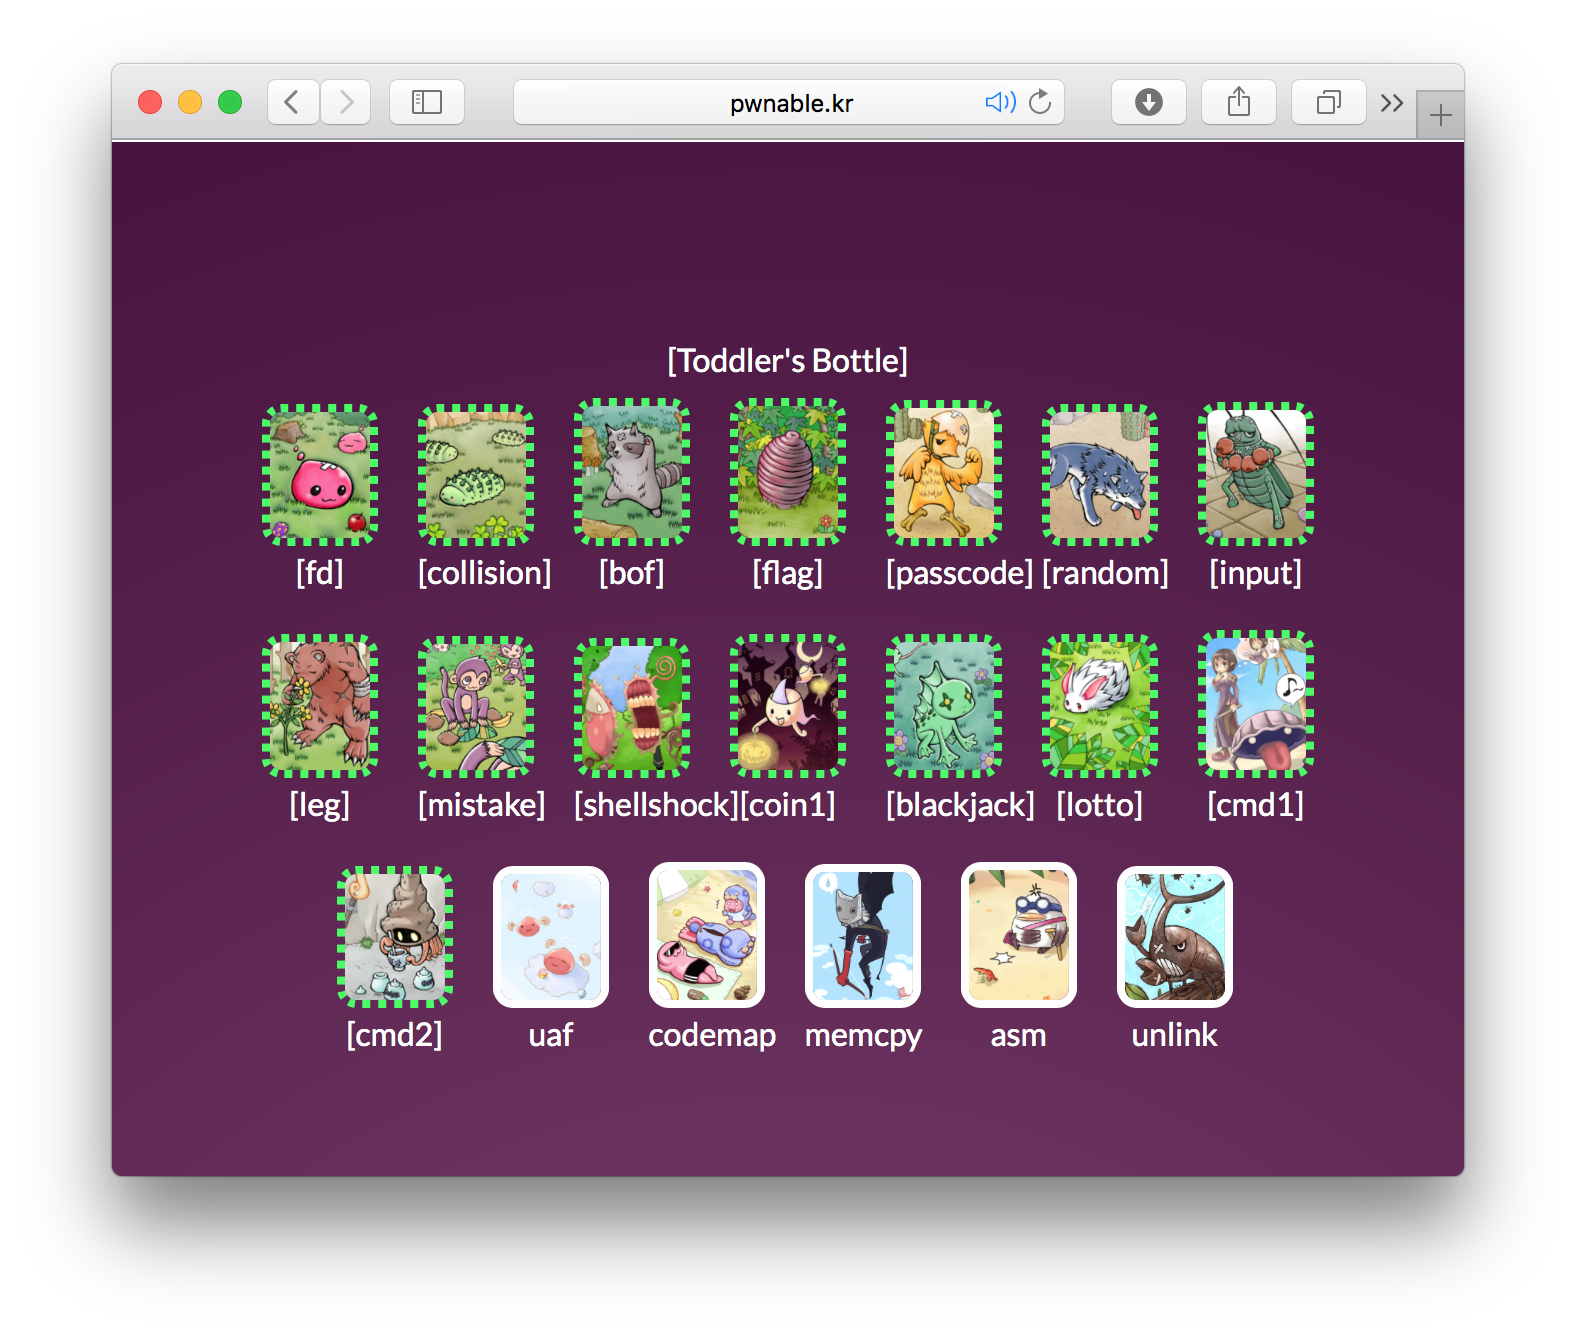 pwnable.kr
[Toddler's Bottle]
[fd] [collision] [bof] [flag] [passcode] [random] [input]
[leg] [mistake] [shellshock] [coin1] [blackjack] [lotto] [cmd1]
[cmd2] uaf codemap memcpy asm unlink